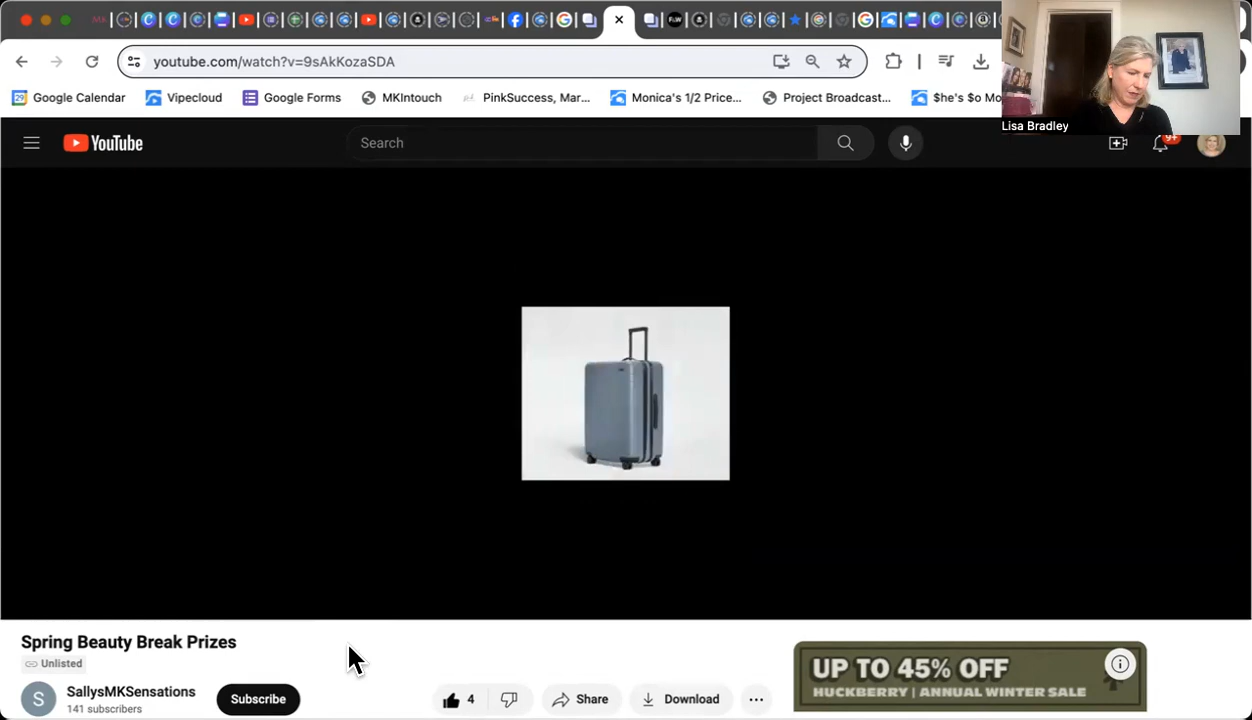 youtube.com/watch?v=9sAkKozaSDA
Google Calendar
Vipecloud
Google Forms
MKIntouch
PinkSuccess, Mar...
Monica's 1/2 Price...
Project Broadcast...
$he's $o Mo
Lisa Bradley
YouTube
Search
9+
Spring Beauty Break Prizes
Unlisted
S
SallysMKSensations
141 subscribers
Subscribe
4
Share
Download
UP TO 45% OFF
HUCKBERRY | ANNUAL WINTER SALE